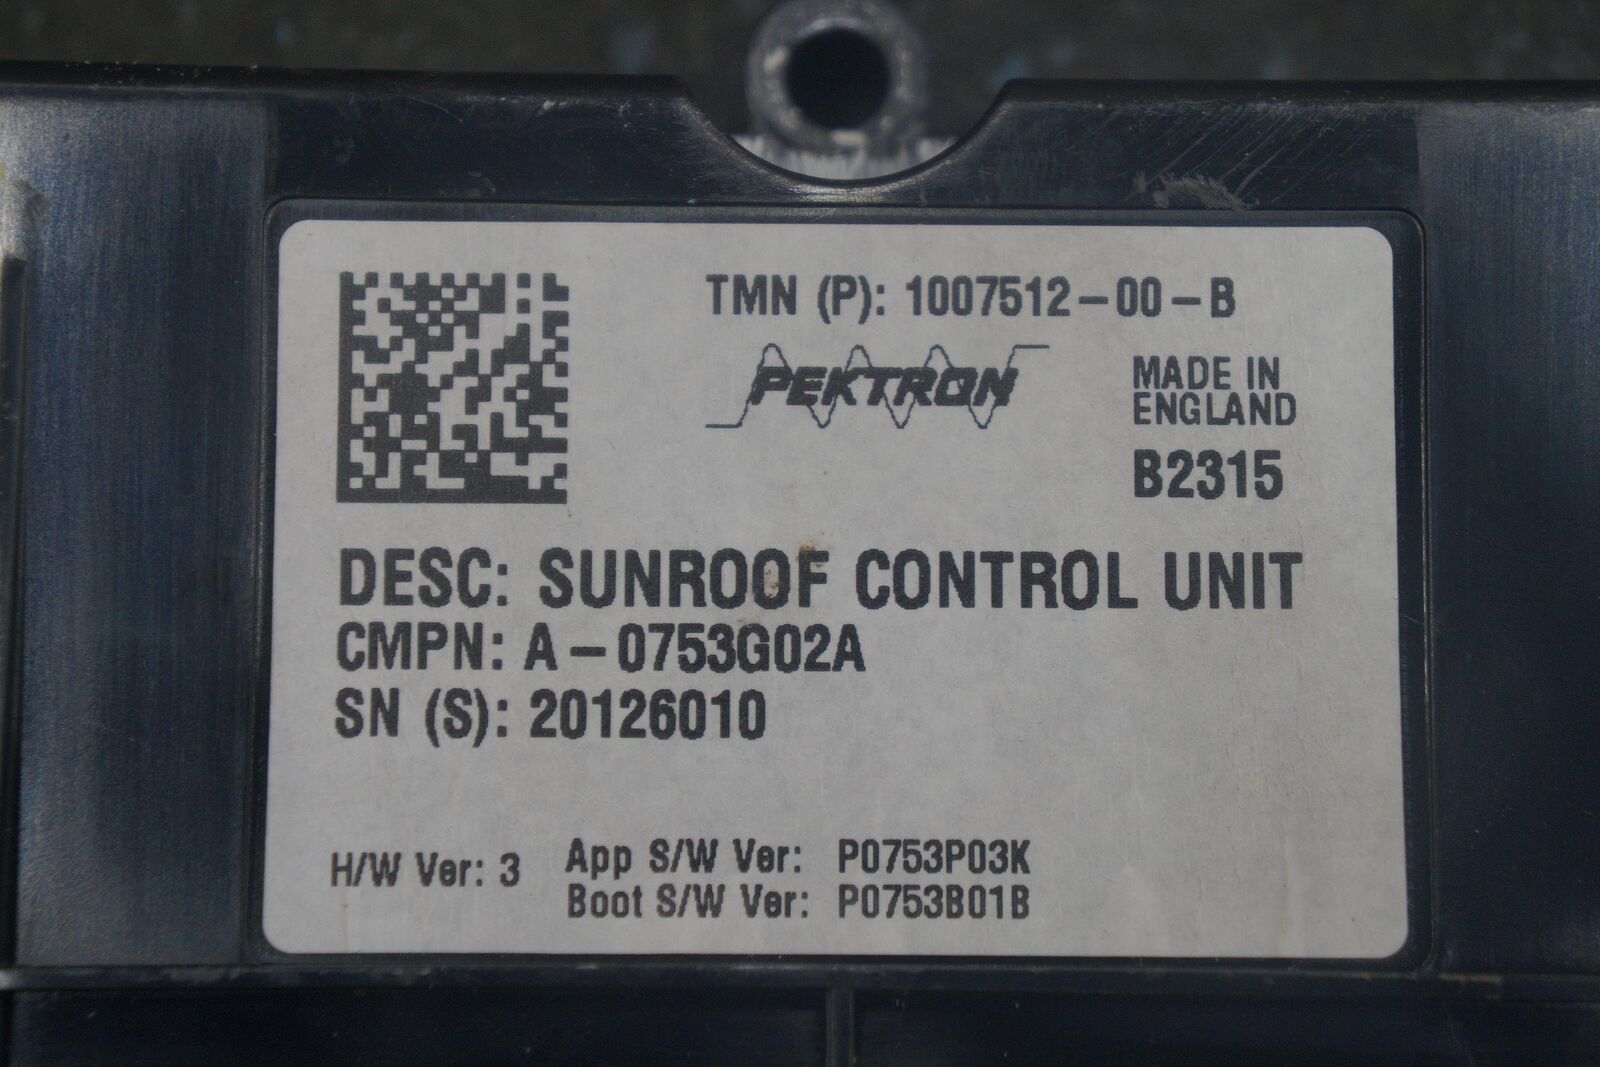 TMN (P): 1007512-00-B
PEKTRON
MADE IN
ENGLAND
B2315
DESC: SUNROOF CONTROL UNIT
CMPN: A-0753G02A
SN (S): 20126010
H/W Ver: 3
App S/W Ver: P0753P03K
Boot S/W Ver: P0753B01B